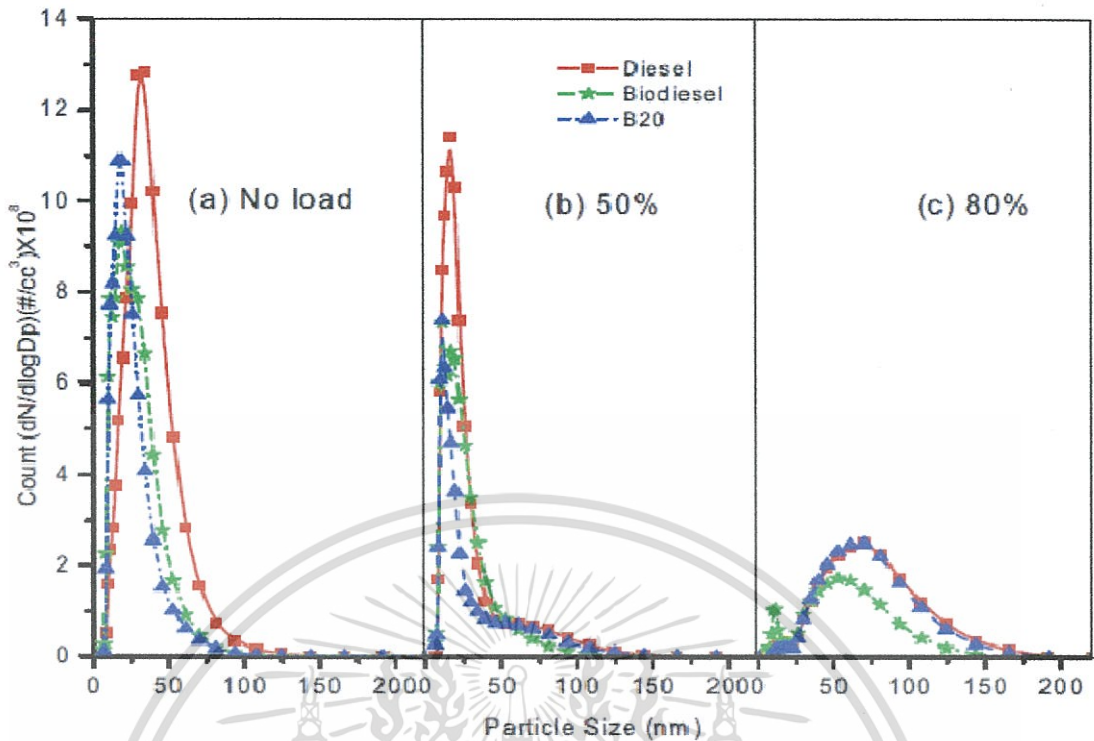 14
12
10
8
6
4
2
0
Count (dN/dlogDp)(#/cc³)X10⁸
Diesel
Biodiesel
B20
(a) No load
(b) 50%
(c) 80%
0 50 100 150 200 0 50 100 150 200 0 50 100 150 200
Particle Size (nm)